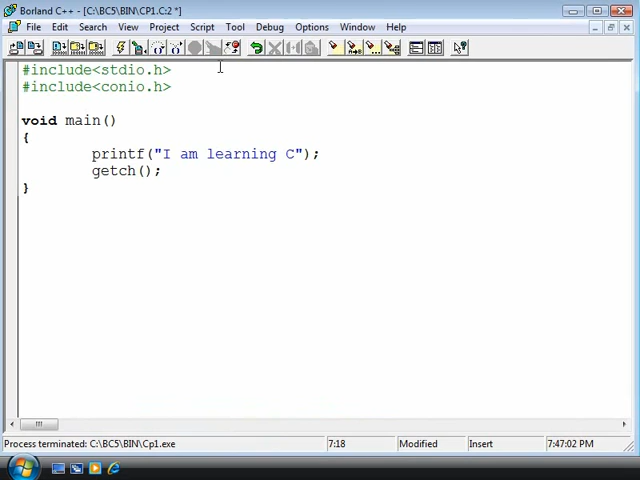 Borland C++ - [C:\BC5\BIN\CP1.C:2 *]
File Edit Search View Project Script Tool Debug Options Window Help
#include<stdio.h>
#include<conio.h>
void main()
{
printf("I am learning C");
getch();
}
Process terminated: C:\BC5\BIN\Cp1.exe 7:18 Modified Insert 7:47:02 PM